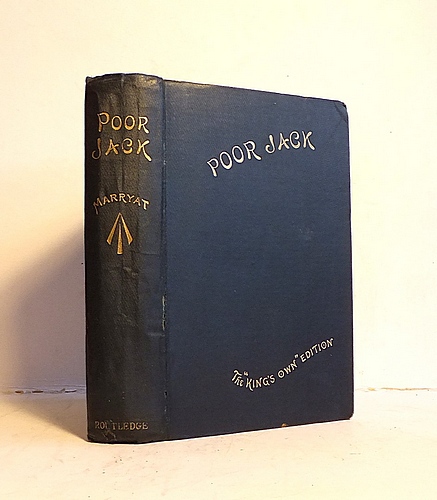 POOR
JACK
MARRYAT
ROUTLEDGE
POOR JACK
THE "KING'S OWN" EDITION